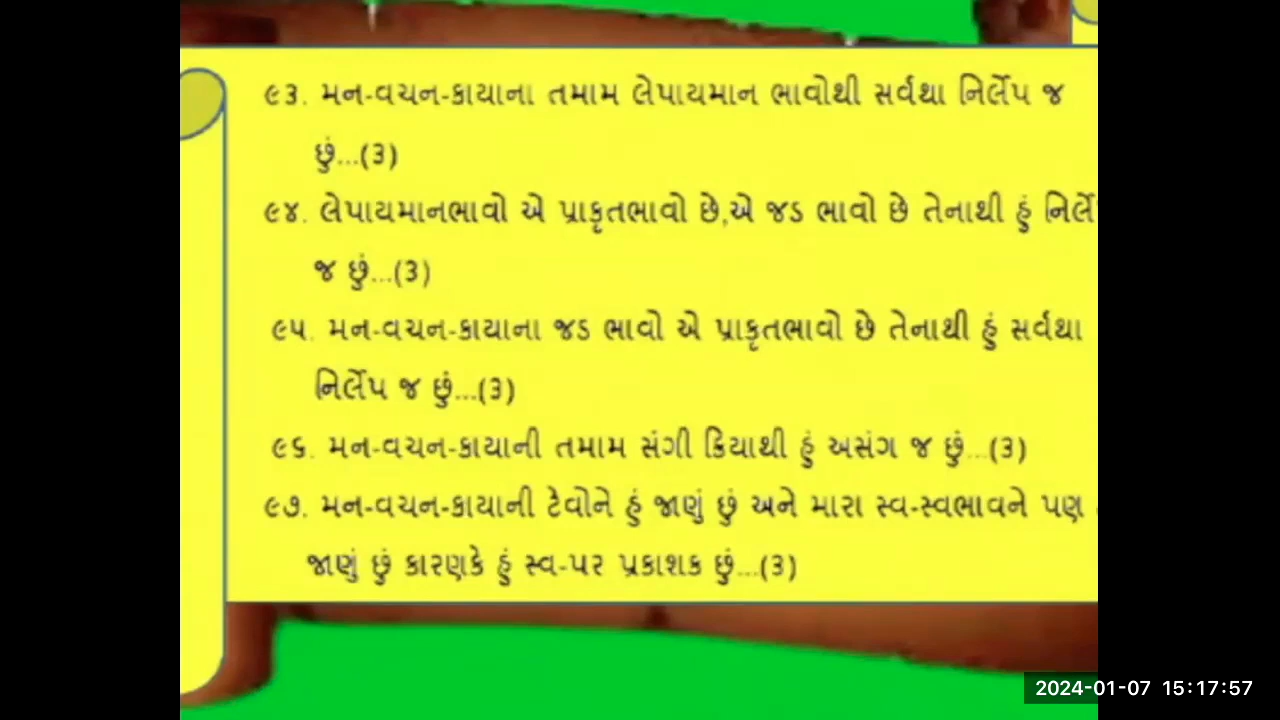 ૯૩. મન-વચન-કાયાના તમામ લેપાયમાન ભાવોથી સર્વથા નિર્લેપ જ
છું...(૩)
૯૪. લેપાયમાનભાવો એ પ્રાકૃતભાવો છે,એ જડ ભાવો છે તેનાથી હું નિર્લે
જ છું...(૩)
૯૫. મન-વચન-કાયાના જડ ભાવો એ પ્રાકૃતભાવો છે તેનાથી હું સર્વથા
નિર્લેપ જ છું...(૩)
૯૬. મન-વચન-કાયાની તમામ સંગી ક્રિયાથી હું અસંગ જ છું...(૩)
૯૭. મન-વચન-કાયાની ટેવોને હું જાણું છું અને મારા સ્વ-સ્વભાવને પણ
જાણું છું કારણકે હું સ્વ-પર પ્રકાશક છું...(૩)
2024-01-07 15:17:57